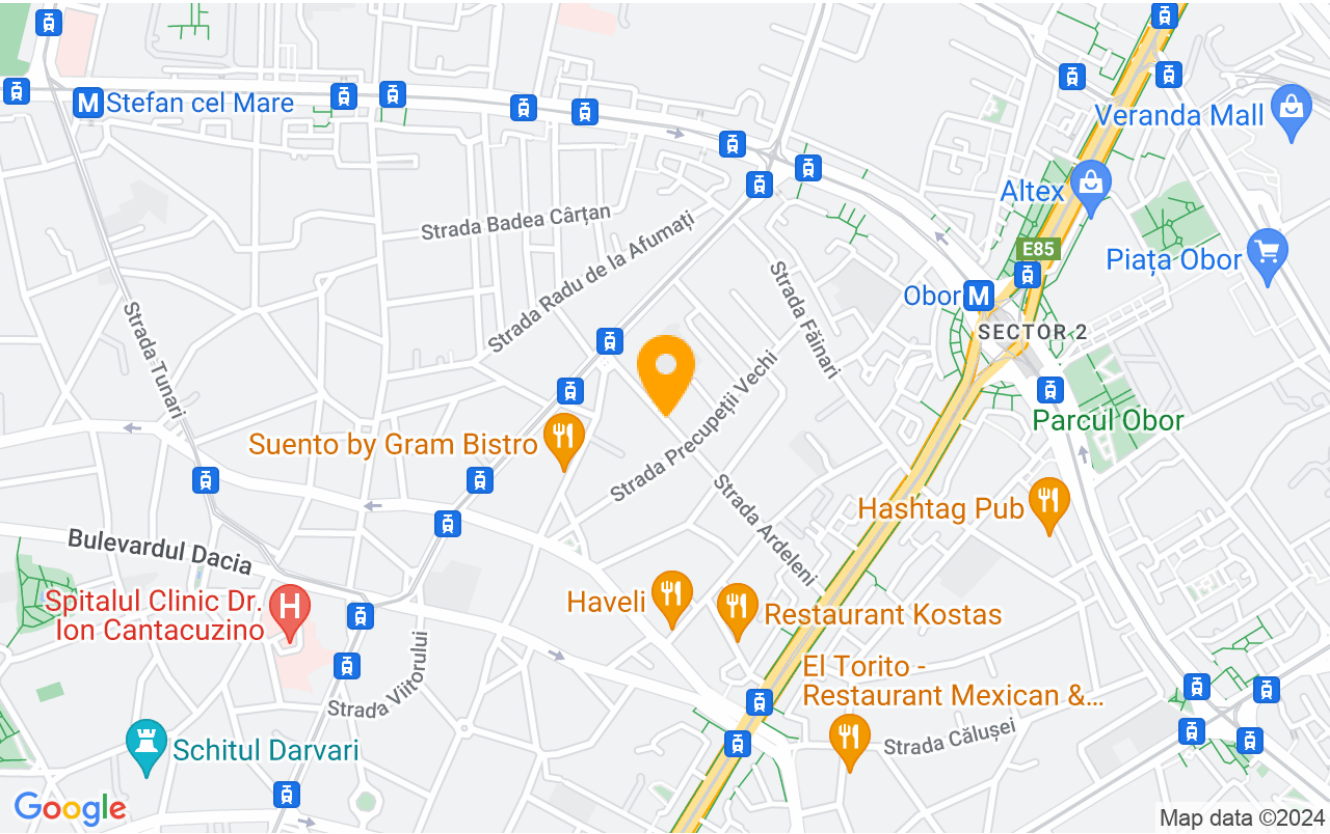 M Stefan cel Mare
Veranda Mall
Altex
Strada Badea Cârțan
Strada Radu de la Afumați
E85
Piața Obor
Strada Făinari
Obor M
SECTOR 2
Strada Tunari
Strada Precupeții Vechi
Parcul Obor
Suento by Gram Bistro
Strada Ardeleni
Hashtag Pub
Bulevardul Dacia
Spitalul Clinic Dr.
Ion Cantacuzino
H
Haveli
Restaurant Kostas
Strada Viitorului
El Torito -
Restaurant Mexican &...
Strada Călușei
Schitul Darvari
Google
Map data ©2024